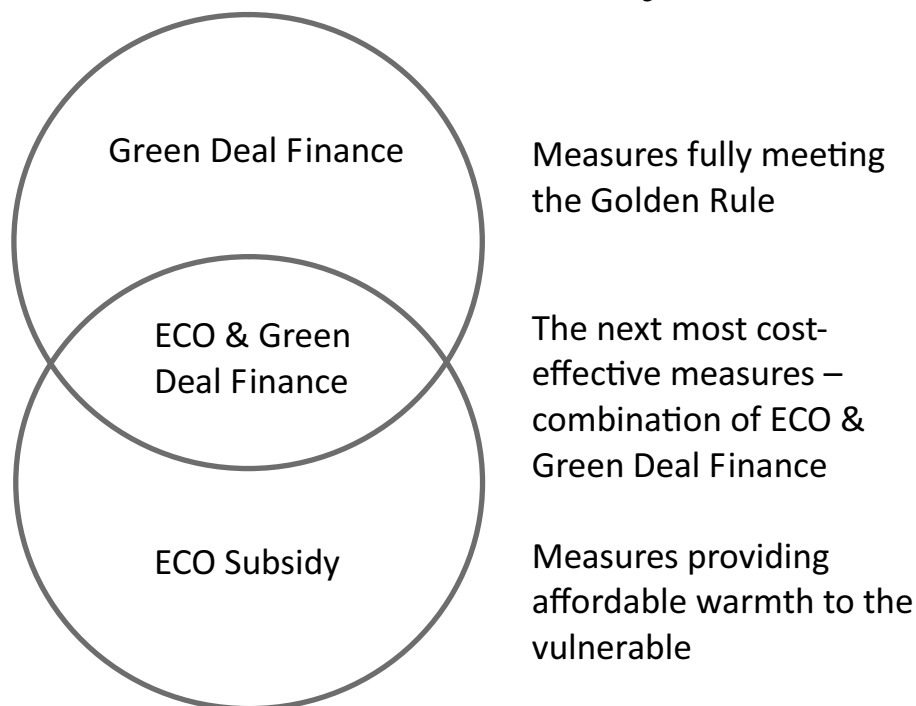 Green Deal Finance
Measures fully meeting
the Golden Rule
ECO & Green
Deal Finance
The next most cost-
effective measures –
combination of ECO &
Green Deal Finance
ECO Subsidy
Measures providing
affordable warmth to the
vulnerable